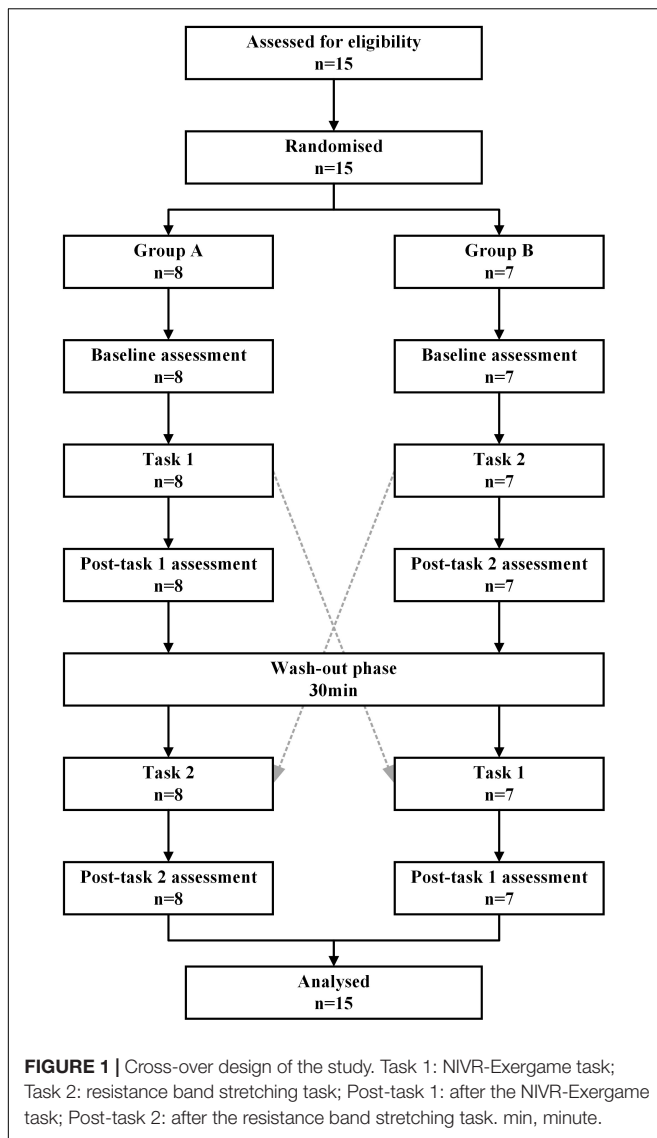 Assessed for eligibility
n=15
Randomised
n=15
Group A
n=8
Group B
n=7
Baseline assessment
n=8
Baseline assessment
n=7
Task 1
n=8
Task 2
n=7
Post-task 1 assessment
n=8
Post-task 2 assessment
n=7
Wash-out phase
30min
Task 2
n=8
Task 1
n=7
Post-task 2 assessment
n=8
Post-task 1 assessment
n=7
Analysed
n=15
FIGURE 1 | Cross-over design of the study. Task 1: NIVR-Exergame task;
Task 2: resistance band stretching task; Post-task 1: after the NIVR-Exergame
task; Post-task 2: after the resistance band stretching task. min, minute.